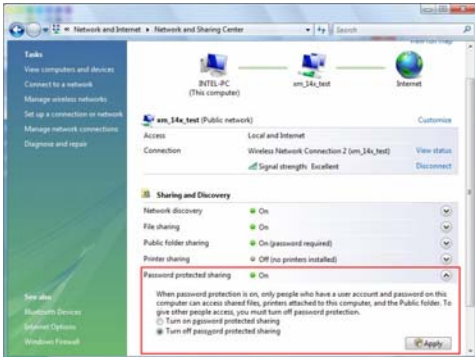 Network and Internet ▸ Network and Sharing Center
Search
Tasks
View computers and devices
Connect to a network
Manage wireless networks
Set up a connection or network
Manage network connections
Diagnose and repair
INTEL-PC
(This computer)
xm_14x_test
Internet
xm_14x_test (Public network)
Customize
Access
Local and Internet
Connection
Wireless Network Connection 2 (xm_14x_test)
View status
Signal strength: Excellent
Disconnect
Sharing and Discovery
Network discovery
On
File sharing
On
Public folder sharing
On (password required)
Printer sharing
Off (no printers installed)
Password protected sharing
On
When password protection is on, only people who have a user account and password on this
computer can access shared files, printers attached to this computer, and the Public folder. To
give other people access, you must turn off password protection.
Turn on password protected sharing
Turn off password protected sharing
Apply
See also
Bluetooth Devices
Internet Options
Windows Firewall